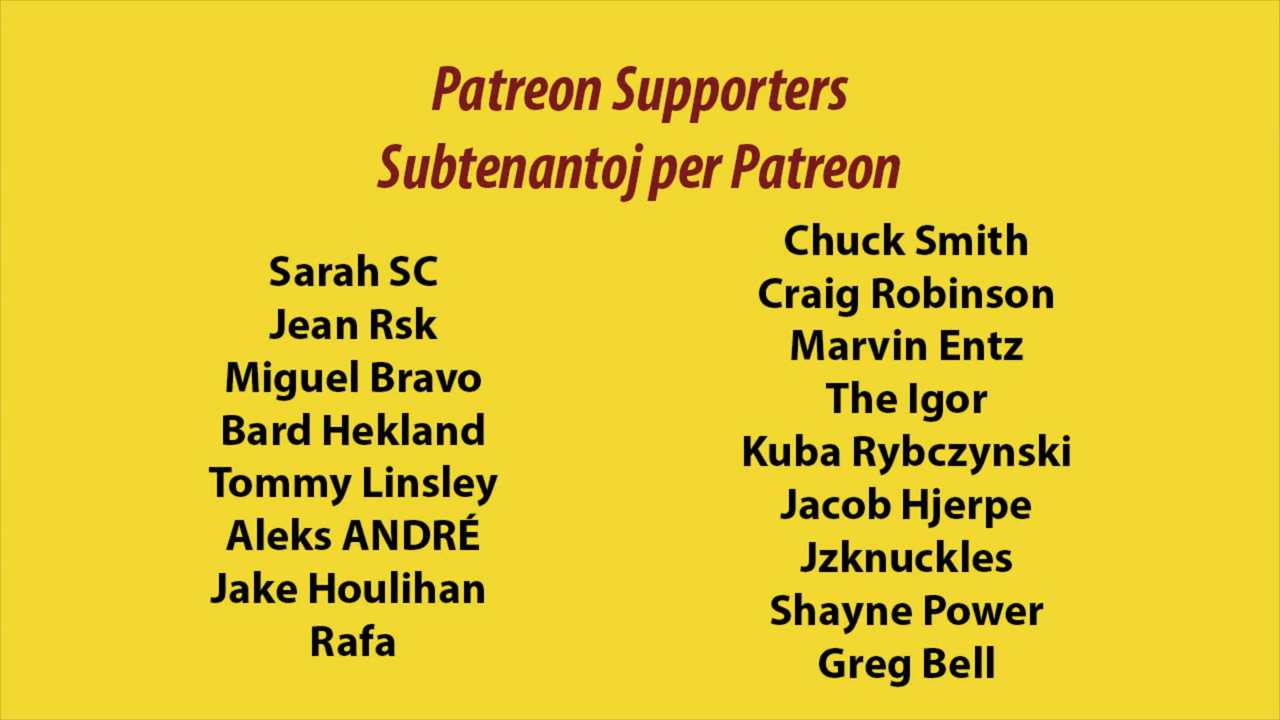 Patreon Supporters
Subtenantoj per Patreon
Sarah SC
Jean Rsk
Miguel Bravo
Bard Hekland
Tommy Linsley
Aleks ANDRÉ
Jake Houlihan
Rafa
Chuck Smith
Craig Robinson
Marvin Entz
The Igor
Kuba Rybczynski
Jacob Hjerpe
Jzknuckles
Shayne Power
Greg Bell